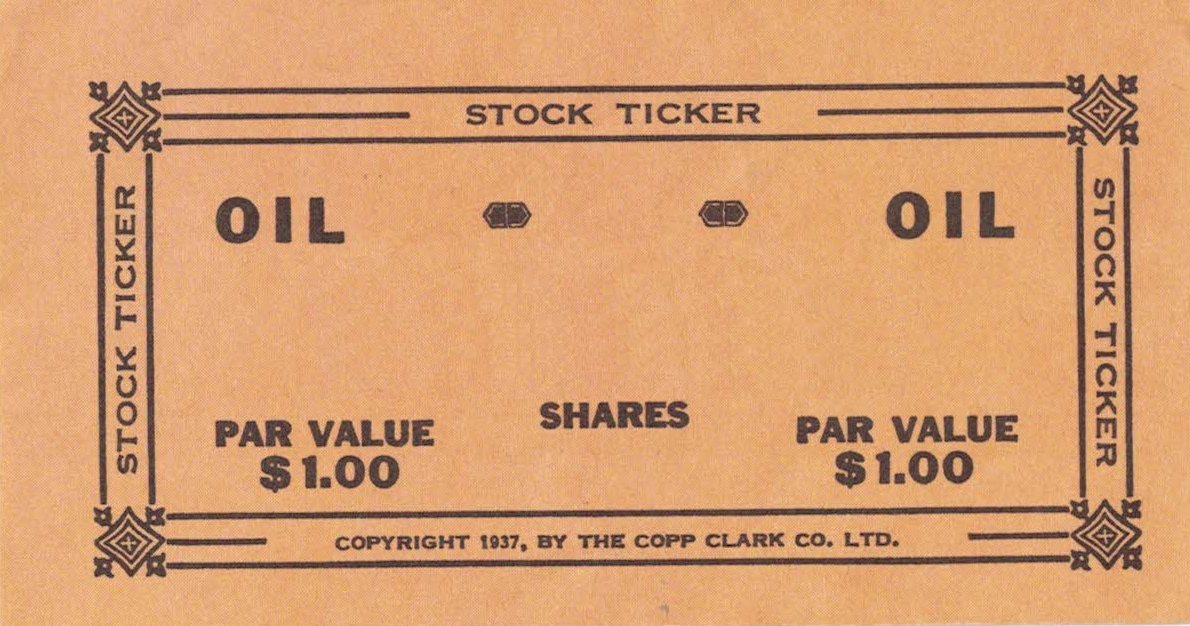 STOCK TICKER
STOCK TICKER
STOCK TICKER
OIL OIL
SHARES
PAR VALUE PAR VALUE
$1.00 $1.00
COPYRIGHT 1937, BY THE COPP CLARK CO. LTD.